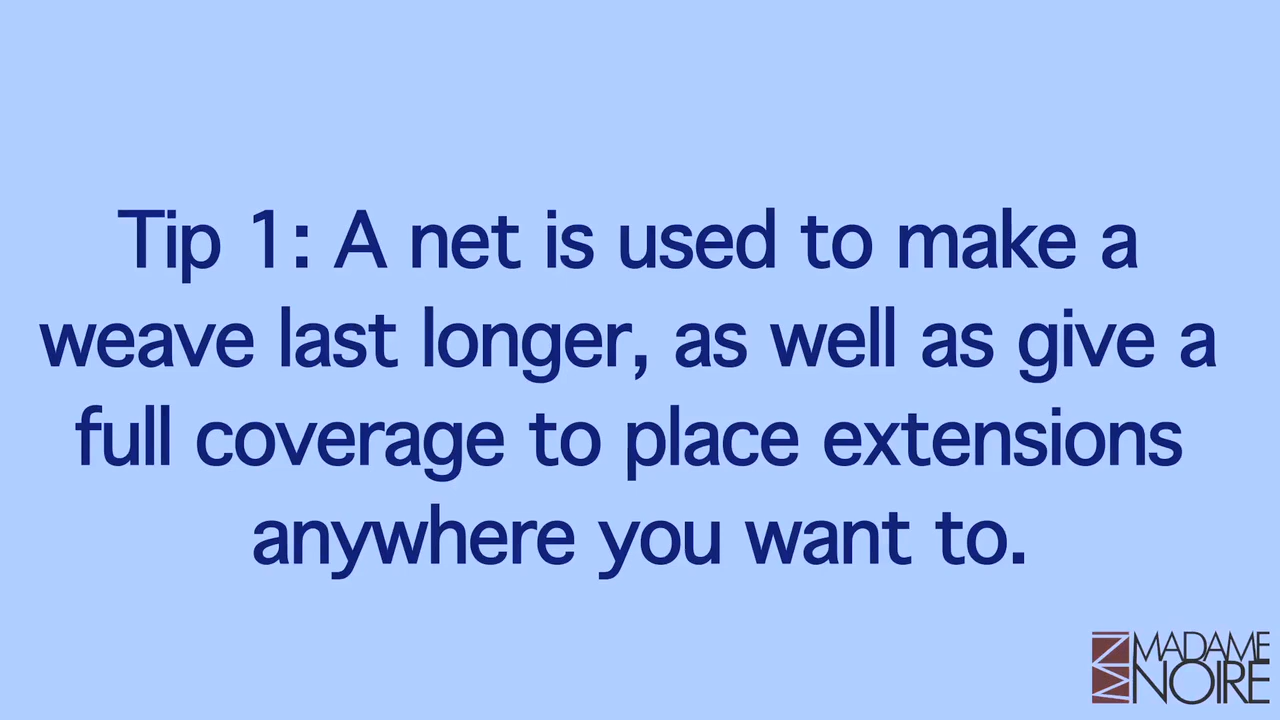 Tip 1: A net is used to make a
weave last longer, as well as give a
full coverage to place extensions
anywhere you want to.
MN MADAME
NOIRE